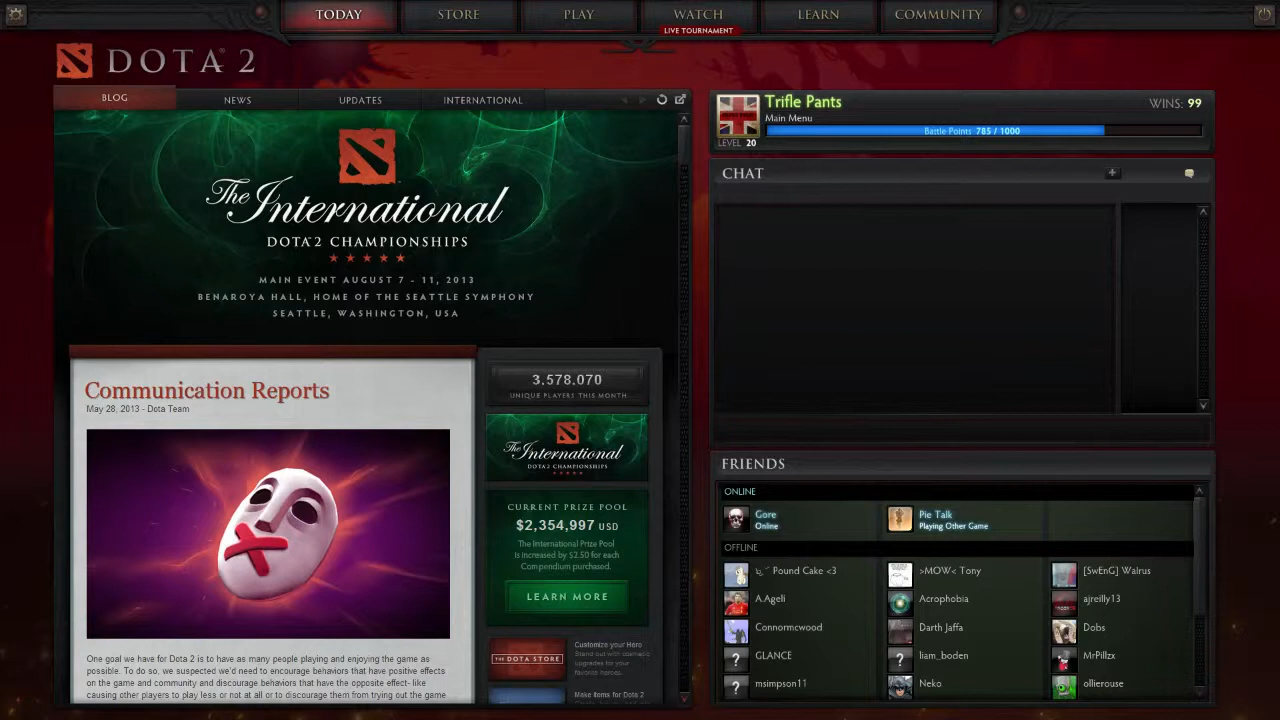 TODAY
STORE
PLAY
WATCH
LEARN
COMMUNITY
LIVE TOURNAMENT
DOTA 2
BLOG
NEWS
UPDATES
INTERNATIONAL
The International
DOTA 2 CHAMPIONSHIPS
MAIN EVENT AUGUST 7 - 11, 2013
BENAROYA HALL, HOME OF THE SEATTLE SYMPHONY
SEATTLE, WASHINGTON, USA
Communication Reports
May 28, 2013 - Dota Team
One goal we have for Dota 2 is to have as many people playing and enjoying the game as
possible. To do so, we suspected we'd need to encourage behaviors that have positive effects
on the game and community and discourage behaviors that have the opposite effect-like
causing other players to play less or not at all or to discourage them from trying out the game
3,578,070
UNIQUE PLAYERS THIS MONTH
The International
DOTA 2 CHAMPIONSHIPS
CURRENT PRIZE POOL
$2,354,997 USD
The International Prize Pool
is increased by $2.50 for each
Compendium purchased.
LEARN MORE
THE DOTA STORE
Customize your Hero
Stand out with cosmetic
upgrades for your
favorite heroes.
Make items for Dota 2
Trifle Pants
WINS: 99
Main Menu
Battle Points 785 / 1000
LEVEL 20
CHAT
FRIENDS
ONLINE
Gore
Online
Pie Talk
Playing Other Game
OFFLINE
Pound Cake <3
>MOW< Tony
[SwEnG] Walrus
A.Ageli
Acrophobia
ajreilly13
Connormcwood
Darth Jaffa
Dobs
GLANCE
liam_boden
MrPillzx
msimpson11
Neko
ollierouse